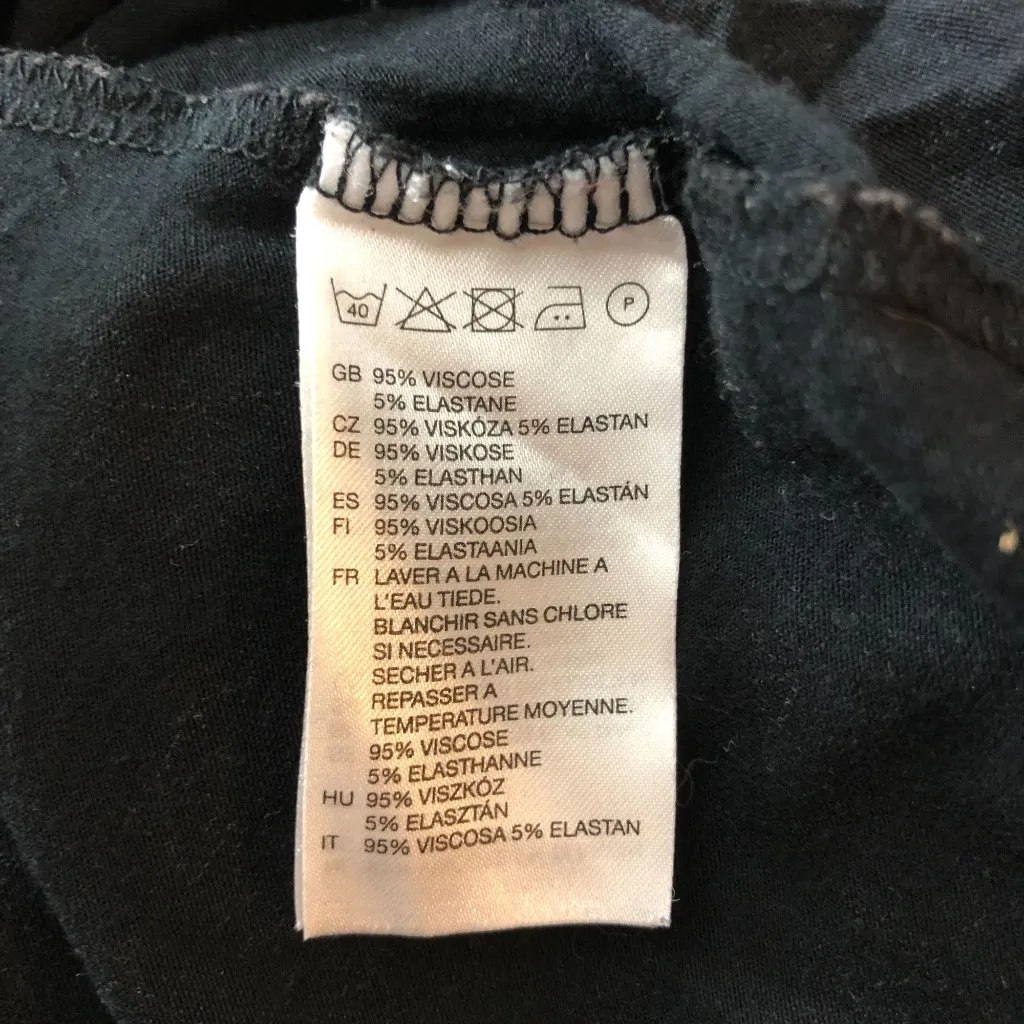 40 P
GB 95% VISCOSE
5% ELASTANE
CZ 95% VISKÓZA 5% ELASTAN
DE 95% VISKOSE
5% ELASTHAN
ES 95% VISCOSA 5% ELASTÁN
FI 95% VISKOOSIA
5% ELASTAANIA
FR LAVER A LA MACHINE A
L'EAU TIEDE.
BLANCHIR SANS CHLORE
SI NECESSAIRE.
SECHER A L'AIR.
REPASSER A
TEMPERATURE MOYENNE.
95% VISCOSE
5% ELASTHANNE
HU 95% VISZKÓZ
5% ELASZTÁN
IT 95% VISCOSA 5% ELASTAN